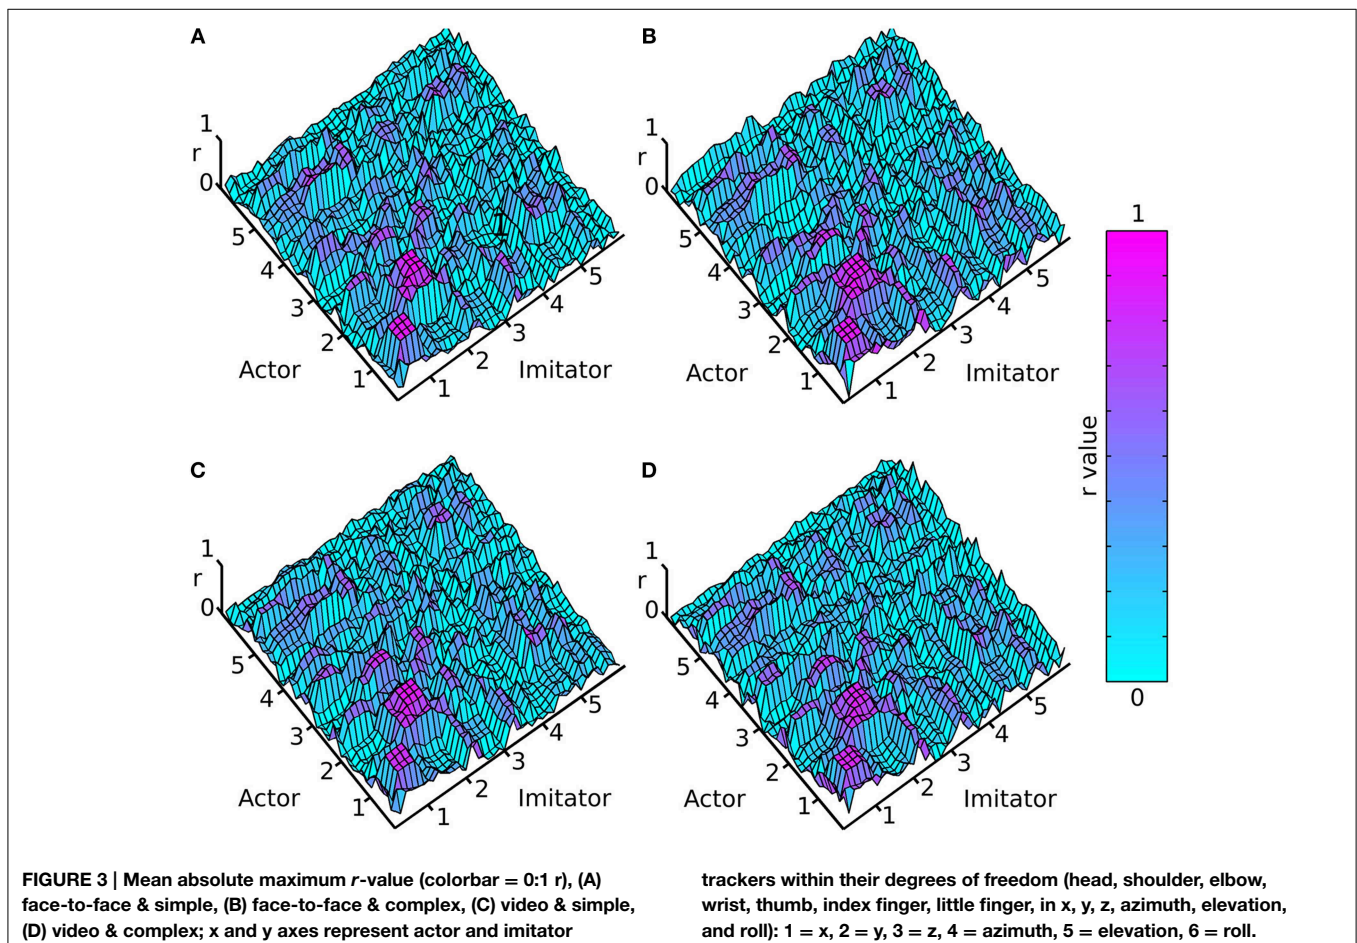 A
1
r
0
5
4
3
2
1
Actor
1
2
3
4
5
Imitator
B
1
r
0
5
4
3
2
1
Actor
1
2
3
4
5
Imitator
1
r value
0
C
1
r
0
5
4
3
2
1
Actor
1
2
3
4
5
Imitator
D
1
r
0
5
4
3
2
1
Actor
1
2
3
4
5
Imitator
FIGURE 3 | Mean absolute maximum r-value (colorbar = 0:1 r), (A)
face-to-face & simple, (B) face-to-face & complex, (C) video & simple,
(D) video & complex; x and y axes represent actor and imitator
trackers within their degrees of freedom (head, shoulder, elbow,
wrist, thumb, index finger, little finger, in x, y, z, azimuth, elevation,
and roll): 1 = x, 2 = y, 3 = z, 4 = azimuth, 5 = elevation, 6 = roll.